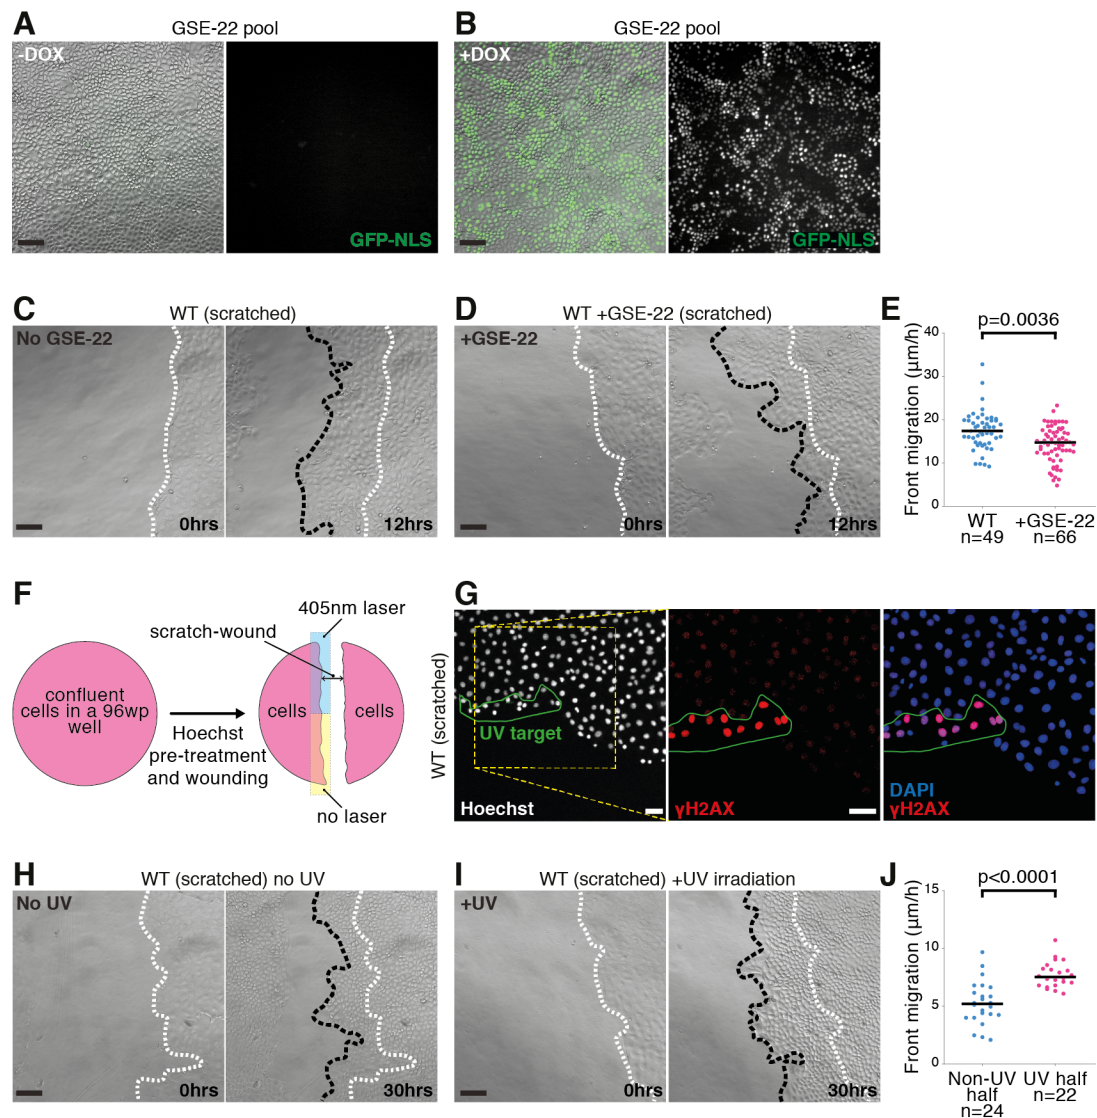 A
GSE-22 pool
-DOX
GFP-NLS
B
GSE-22 pool
+DOX
GFP-NLS
C
WT (scratched)
No GSE-22
0hrs
12hrs
D
WT +GSE-22 (scratched)
+GSE-22
0hrs
12hrs
E
p=0.0036
Front migration (µm/h)
40
30
20
10
0
WT
n=49
+GSE-22
n=66
F
405nm laser
scratch-wound
confluent
cells in a 96wp
well
Hoechst
pre-treatment
and wounding
cells
cells
no laser
G
WT (scratched)
UV target
Hoechst
γH2AX
DAPI
γH2AX
H
WT (scratched) no UV
No UV
0hrs
30hrs
I
WT (scratched) +UV irradiation
+UV
0hrs
30hrs
J
p<0.0001
Front migration (µm/h)
15
10
5
0
Non-UV
half
n=24
UV half
n=22